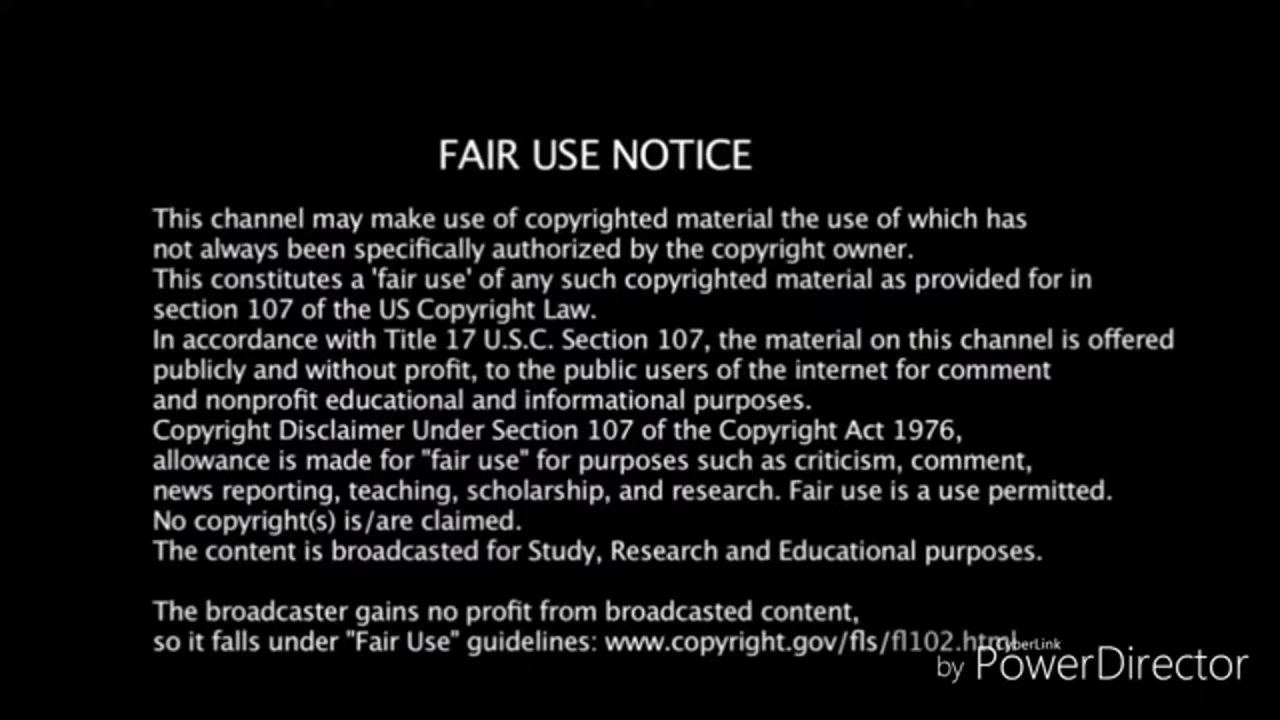 FAIR USE NOTICE
This channel may make use of copyrighted material the use of which has
not always been specifically authorized by the copyright owner.
This constitutes a 'fair use' of any such copyrighted material as provided for in
section 107 of the US Copyright Law.
In accordance with Title 17 U.S.C. Section 107, the material on this channel is offered
publicly and without profit, to the public users of the internet for comment
and nonprofit educational and informational purposes.
Copyright Disclaimer Under Section 107 of the Copyright Act 1976,
allowance is made for "fair use" for purposes such as criticism, comment,
news reporting, teaching, scholarship, and research. Fair use is a use permitted.
No copyright(s) is/are claimed.
The content is broadcasted for Study, Research and Educational purposes.
The broadcaster gains no profit from broadcasted content,
so it falls under "Fair Use" guidelines: www.copyright.gov/fls/fl102.html
CyberLink
by PowerDirector